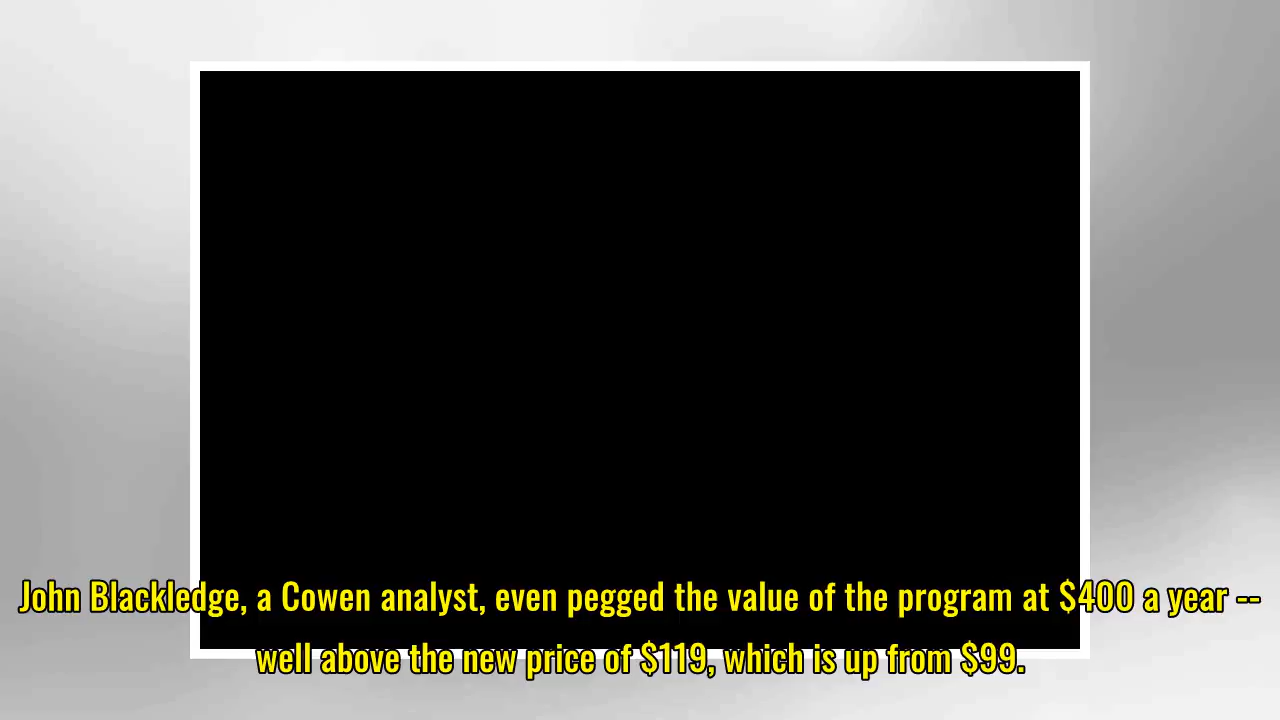 John Blackledge, a Cowen analyst, even pegged the value of the program at $400 a year --
well above the new price of $119, which is up from $99.